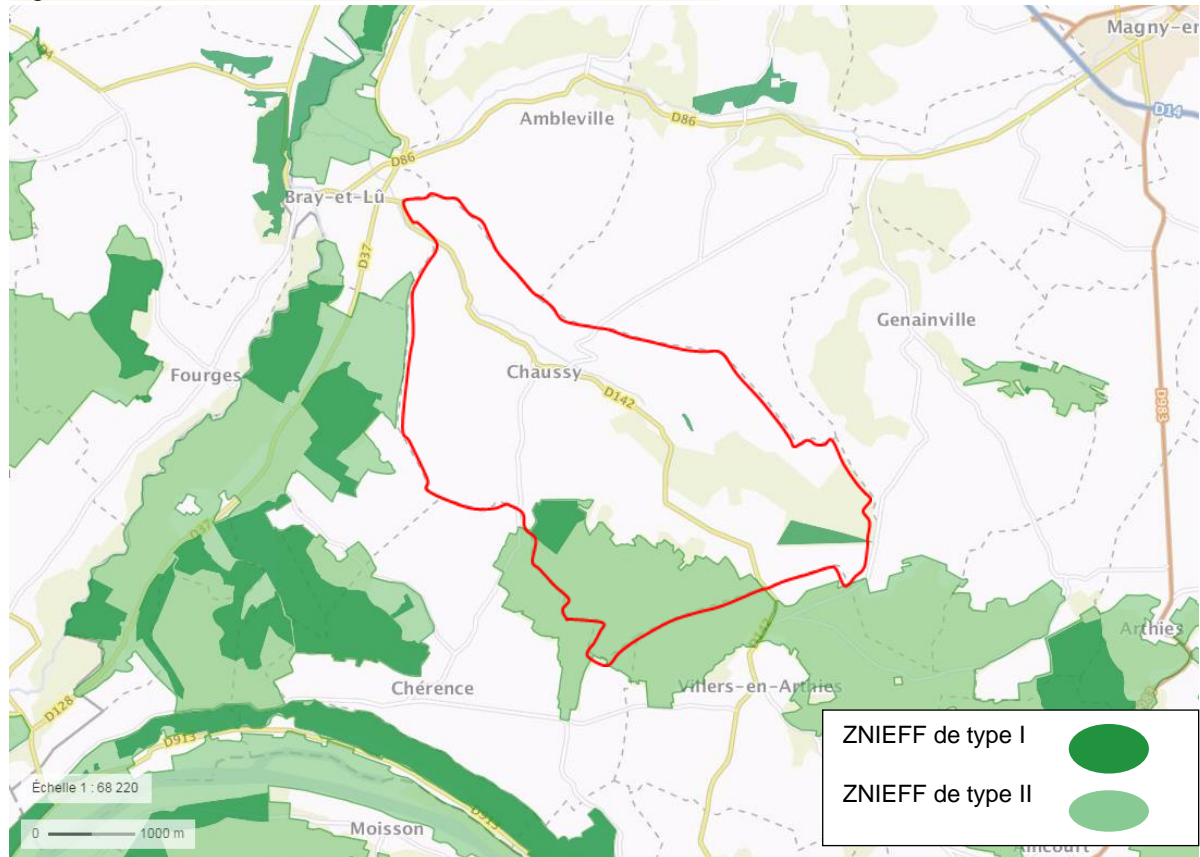 D4
Magny-en
D14
Ambleville
D86
D86
Bray-et-Lû
D37
D983
Genainville
Fourges
Chaussy
D142
D37
D142
Arthies
Chérence
Villers-en-Arthies
D128
D913
D913
Moisson
Échelle 1 : 68 220
0 1000 m
ZNIEFF de type I
ZNIEFF de type II